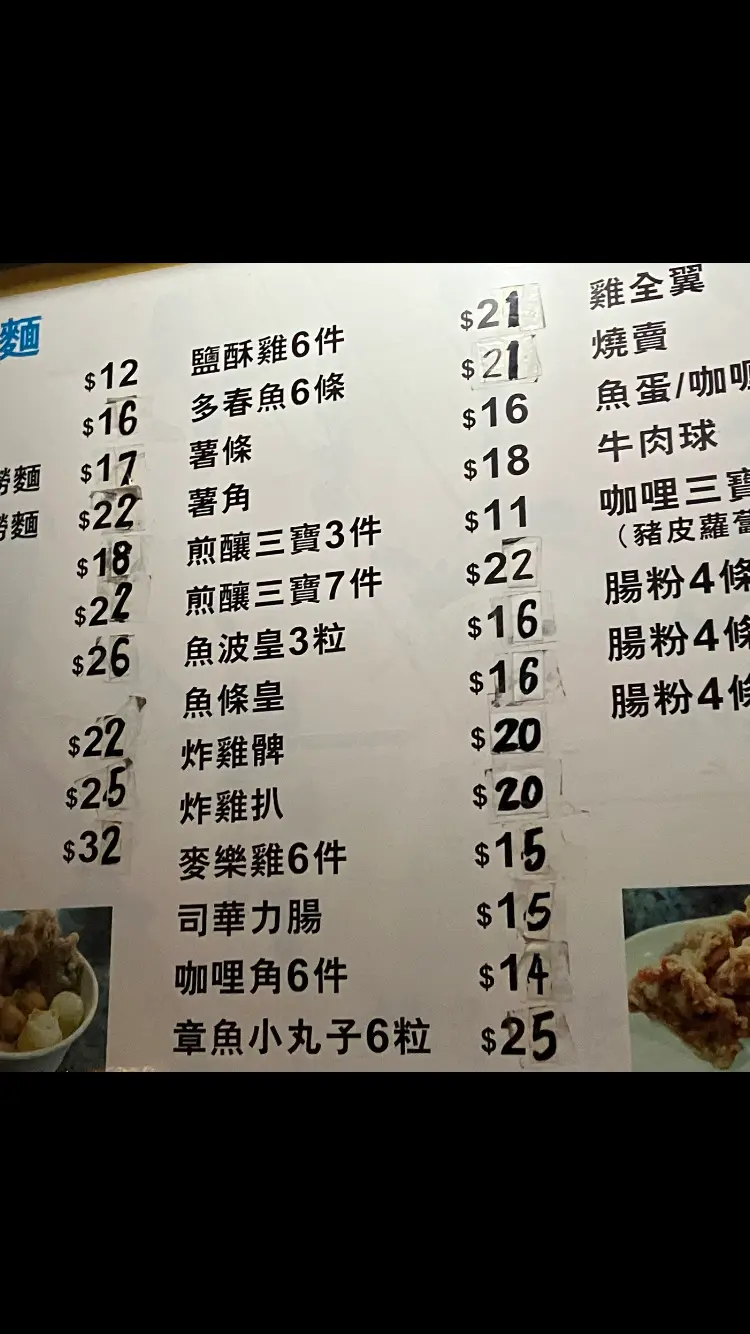 麵
$12
$16
撈麵 $17
撈麵 $22
$18
$22
$26
$22
$25
$32
鹽酥雞6件 $21
多春魚6條 $21
薯條 $16
薯角 $18
煎釀三寶3件 $11
煎釀三寶7件 $22
魚波皇3粒 $16
魚條皇 $16
炸雞髀 $20
炸雞扒 $20
麥樂雞6件 $15
司華力腸 $15
咖哩角6件 $14
章魚小丸子6粒 $25
雞全翼
燒賣
魚蛋/咖喱
牛肉球
咖哩三寶
（豬皮蘿蔔
腸粉4條
腸粉4條
腸粉4條